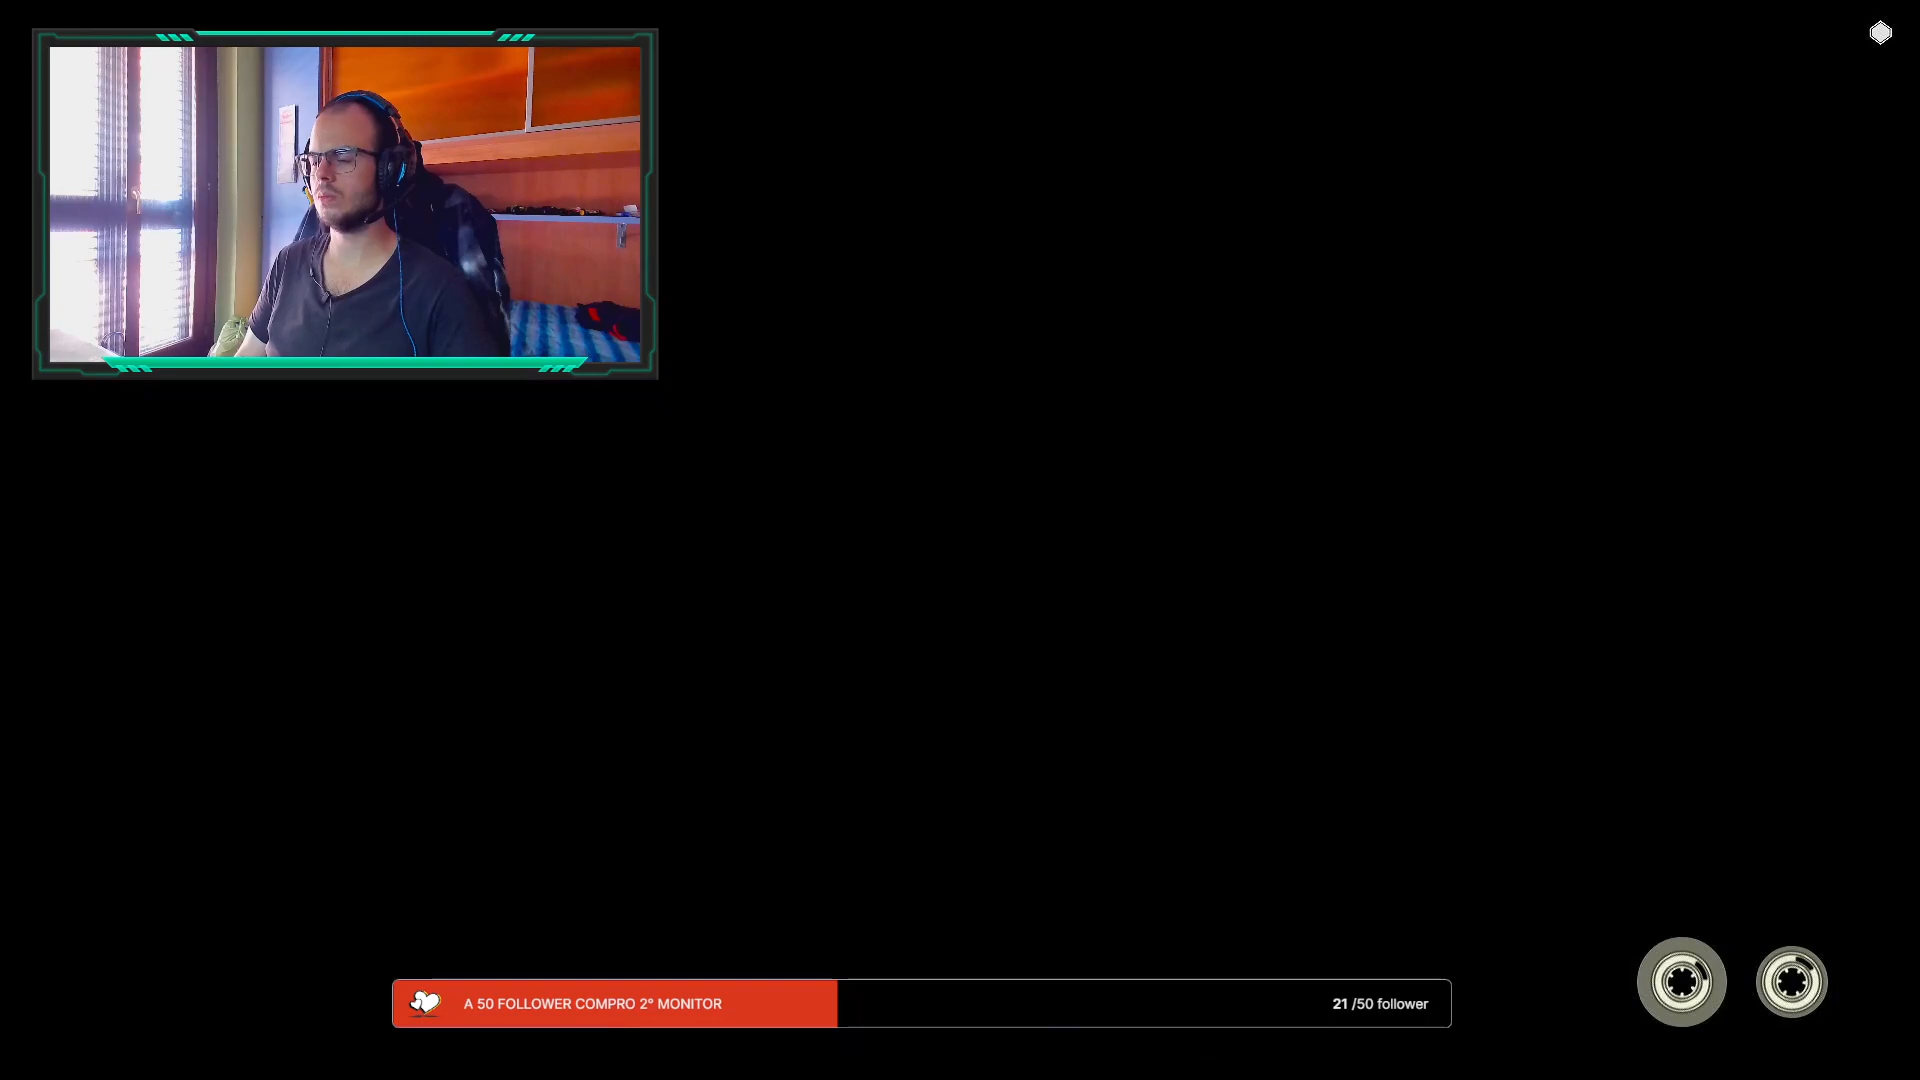 A 50 FOLLOWER COMPRO 2° MONITOR
21 /50 follower